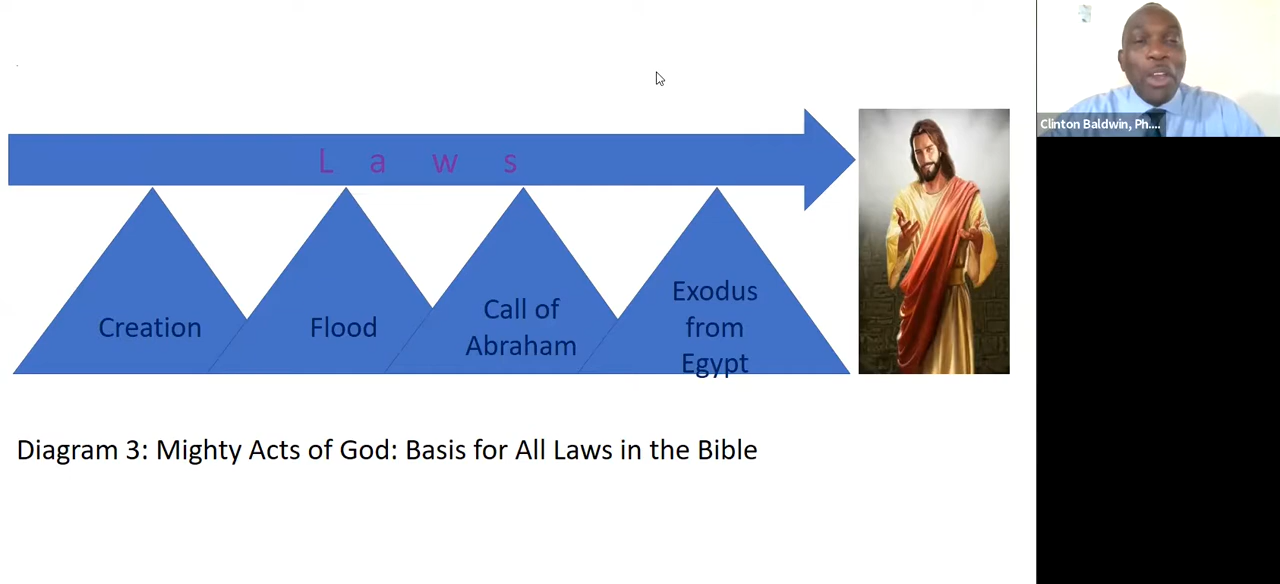 L a w s
Creation
Flood
Call of
Abraham
Exodus
from
Egypt
Diagram 3: Mighty Acts of God: Basis for All Laws in the Bible
Clinton Baldwin, Ph....